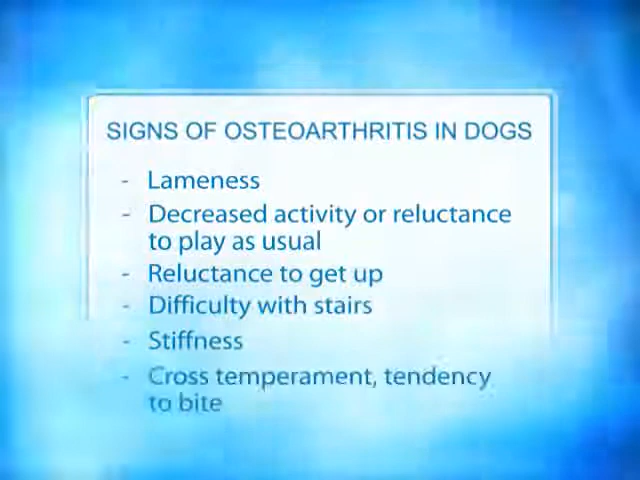 SIGNS OF OSTEOARTHRITIS IN DOGS
- Lameness
- Decreased activity or reluctance
to play as usual
- Reluctance to get up
- Difficulty with stairs
- Stiffness
- Cross temperament, tendency
to bite